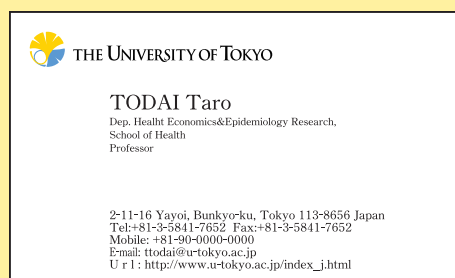 THE UNIVERSITY OF TOKYO
TODAI Taro
Dep. Healht Economics&Epidemiology Research,
School of Health
Professor
2-11-16 Yayoi, Bunkyo-ku, Tokyo 113-8656 Japan
Tel:+81-3-5841-7652 Fax:+81-3-5841-7652
Mobile: +81-90-0000-0000
E-mail: ttodai@u-tokyo.ac.jp
U r l : http://www.u-tokyo.ac.jp/index_j.html